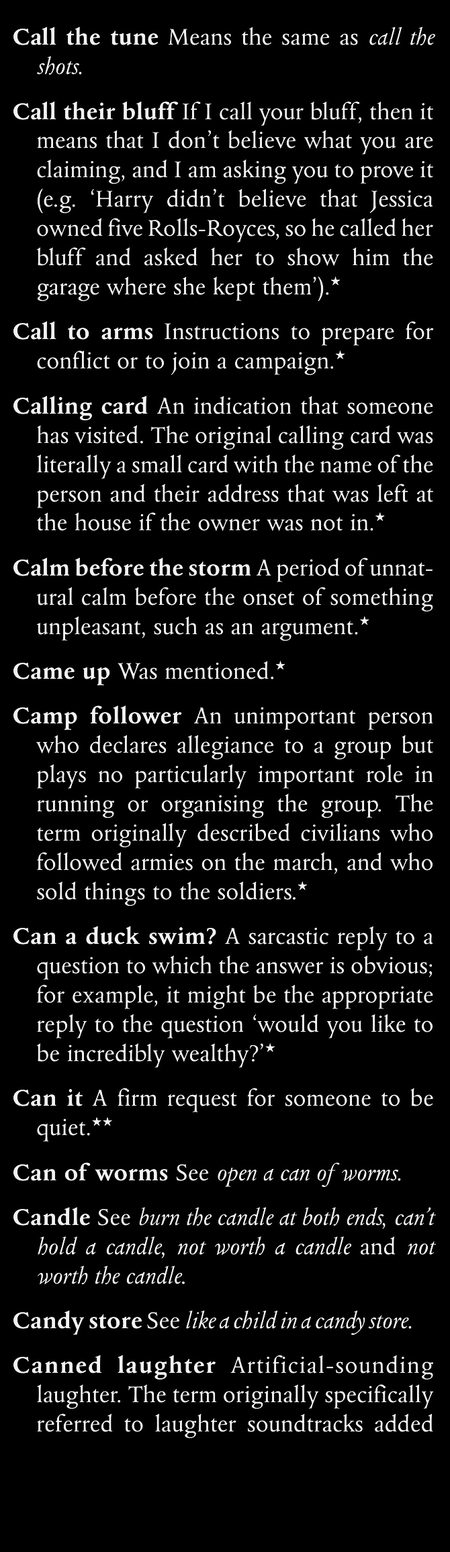 Call the tune Means the same as call the
shots.
Call their bluff If I call your bluff, then it
means that I don’t believe what you are
claiming, and I am asking you to prove it
(e.g. ‘Harry didn’t believe that Jessica
owned five Rolls-Royces, so he called her
bluff and asked her to show him the
garage where she kept them’).★
Call to arms Instructions to prepare for
conflict or to join a campaign.★
Calling card An indication that someone
has visited. The original calling card was
literally a small card with the name of the
person and their address that was left at
the house if the owner was not in.★
Calm before the storm A period of unnat-
ural calm before the onset of something
unpleasant, such as an argument.★
Came up Was mentioned.★
Camp follower An unimportant person
who declares allegiance to a group but
plays no particularly important role in
running or organising the group. The
term originally described civilians who
followed armies on the march, and who
sold things to the soldiers.★
Can a duck swim? A sarcastic reply to a
question to which the answer is obvious;
for example, it might be the appropriate
reply to the question ‘would you like to
be incredibly wealthy?’★
Can it A firm request for someone to be
quiet.★★
Can of worms See open a can of worms.
Candle See burn the candle at both ends, can’t
hold a candle, not worth a candle and not
worth the candle.
Candy store See like a child in a candy store.
Canned laughter Artificial-sounding
laughter. The term originally specifically
referred to laughter soundtracks added